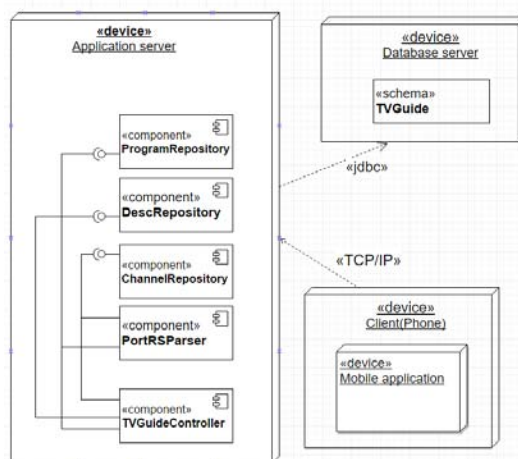 «device»
Application server
«component»
ProgramRepository
«component»
DescRepository
«component»
ChannelRepository
«component»
PortRSParser
«component»
TVGuideController
«device»
Database server
«schema»
TVGuide
«jdbc»
«TCP/IP»
«device»
Client(Phone)
«device»
Mobile application